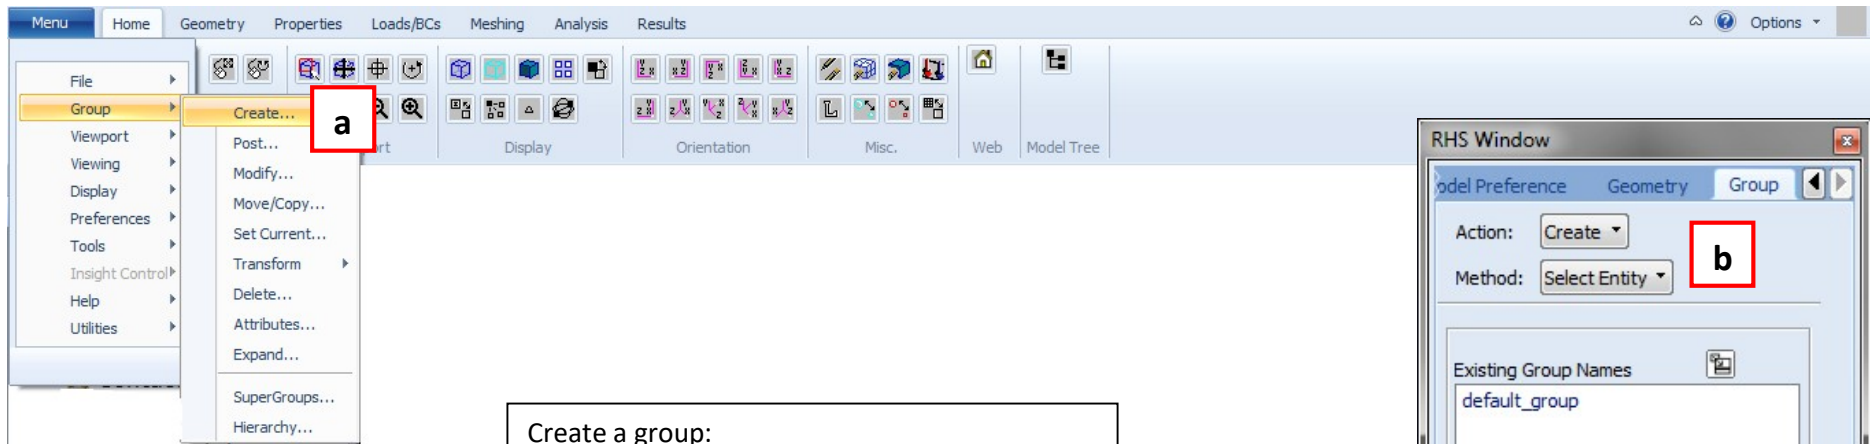 Menu Home Geometry Properties Loads/BCs Meshing Analysis Results Options
File
Group
Viewport
Viewing
Display
Preferences
Tools
Insight Control
Help
Utilities
Create...
Post...
Modify...
Move/Copy...
Set Current...
Transform
Delete...
Attributes...
Expand...
SuperGroups...
Hierarchy...
a
Display Orientation Misc. Web Model Tree
Create a group:
RHS Window
odel Preference Geometry Group
Action: Create
Method: Select Entity
b
Existing Group Names
default_group